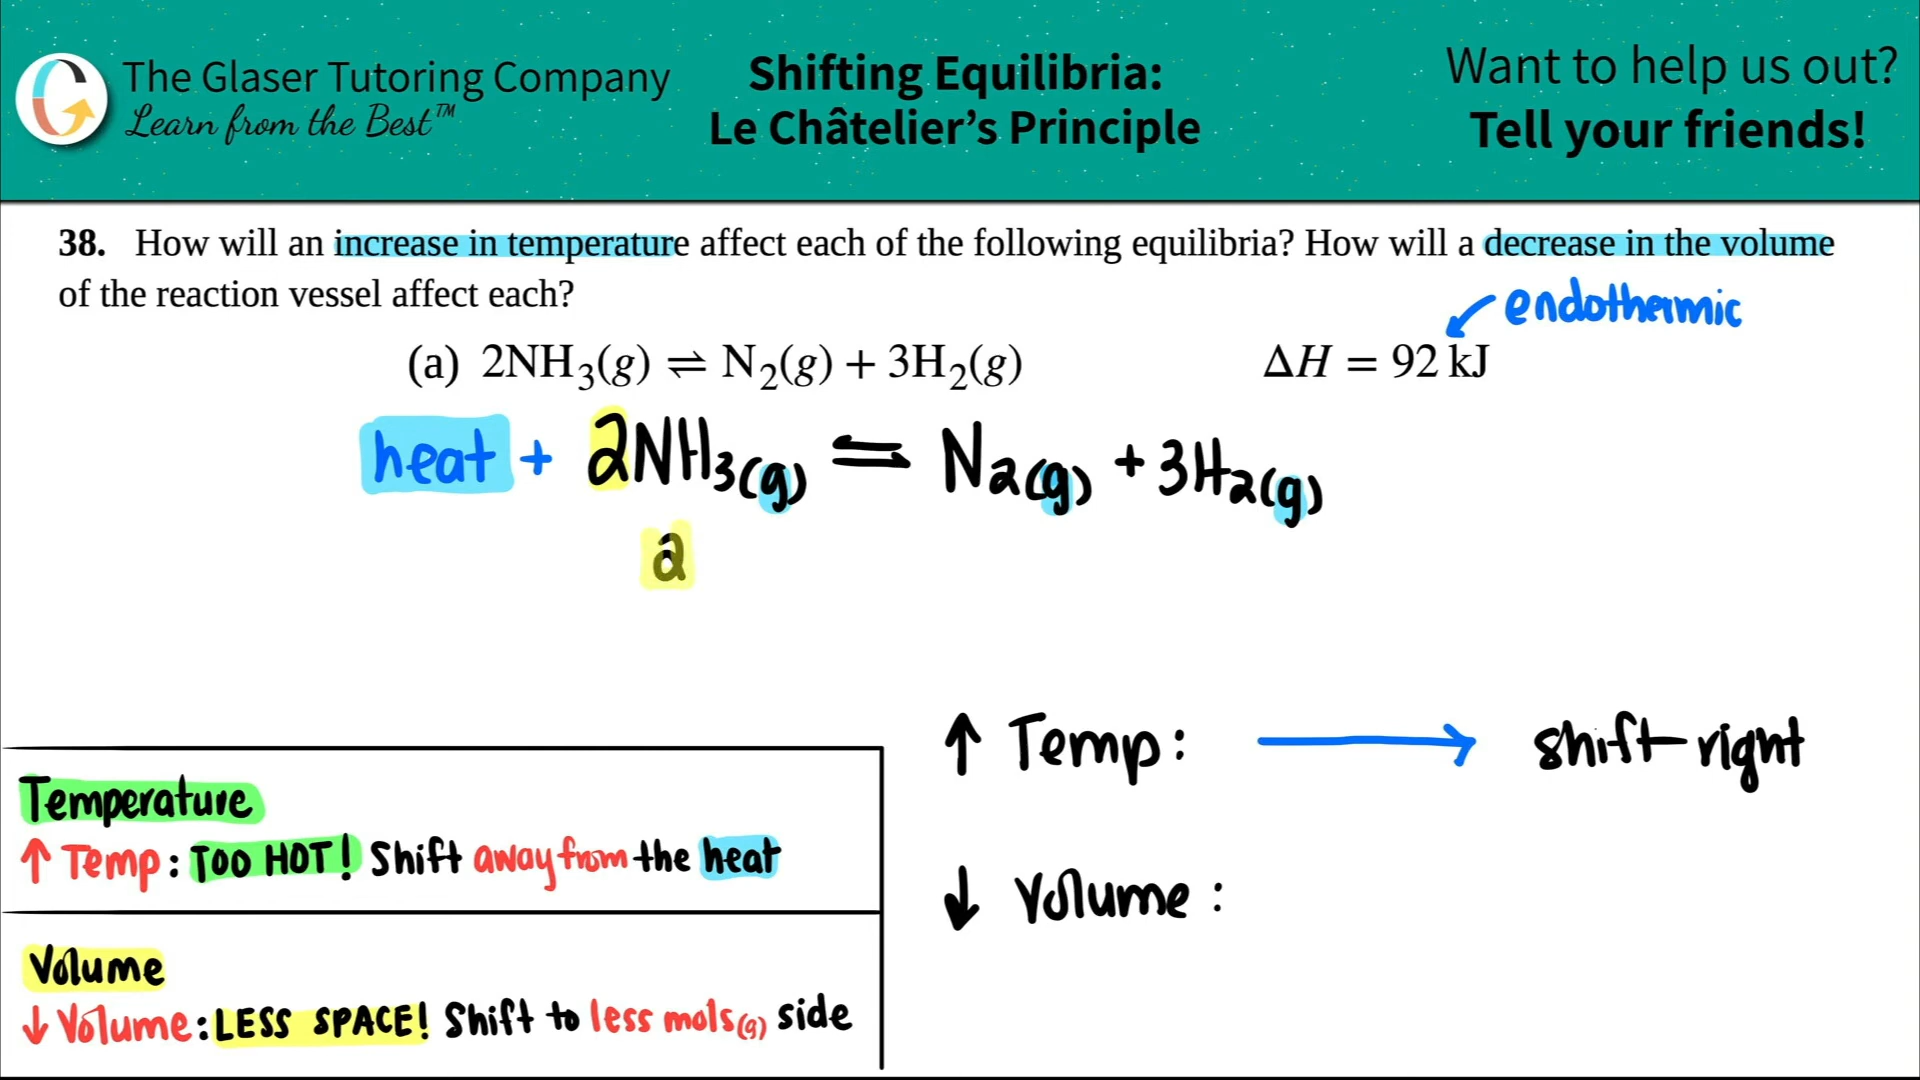 The Glaser Tutoring Company
Learn from the Best™
Shifting Equilibria:
Le Châtelier's Principle
Want to help us out?
Tell your friends!
38. How will an increase in temperature affect each of the following equilibria? How will a decrease in the volume
of the reaction vessel affect each?
endothermic
(a) 2NH₃(g) ⇌ N₂(g) + 3H₂(g) ΔH = 92 kJ
heat + 2NH₃(g) ⇌ N₂(g) + 3H₂(g)
2
↑ Temp: → shift right
Temperature
↑ Temp: TOO HOT! Shift away from the heat
↓ Volume:
Volume
↓ Volume: LESS SPACE! Shift to less mols(g) side